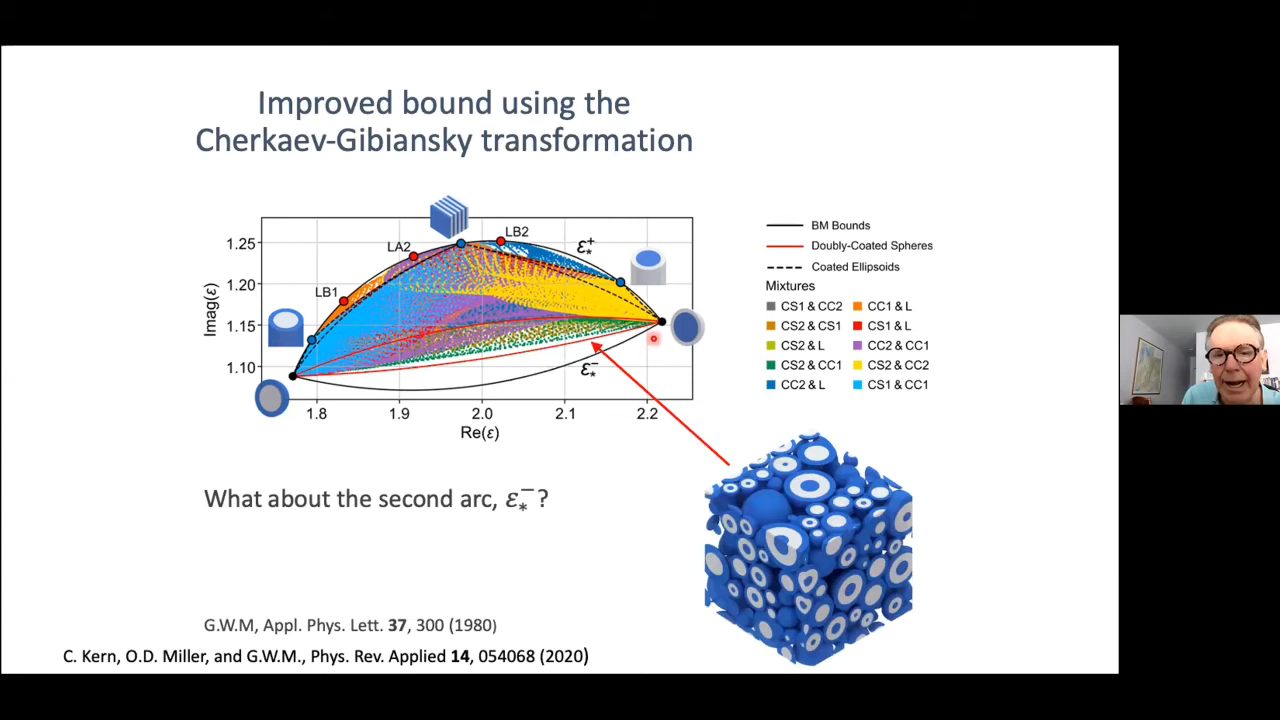 Improved bound using the
Cherkaev-Gibiansky transformation
LB2
LA2
LB1
ε*+
ε*−
1.25
1.20
1.15
1.10
Imag(ε)
1.8 1.9 2.0 2.1 2.2
Re(ε)
BM Bounds
Doubly-Coated Spheres
Coated Ellipsoids
Mixtures
CS1 & CC2 CC1 & L
CS2 & CS1 CS1 & L
CS2 & L CC2 & CC1
CS2 & CC1 CS2 & CC2
CC2 & L CS1 & CC1
What about the second arc, ε*−?
G.W.M, Appl. Phys. Lett. 37, 300 (1980)
C. Kern, O.D. Miller, and G.W.M., Phys. Rev. Applied 14, 054068 (2020)